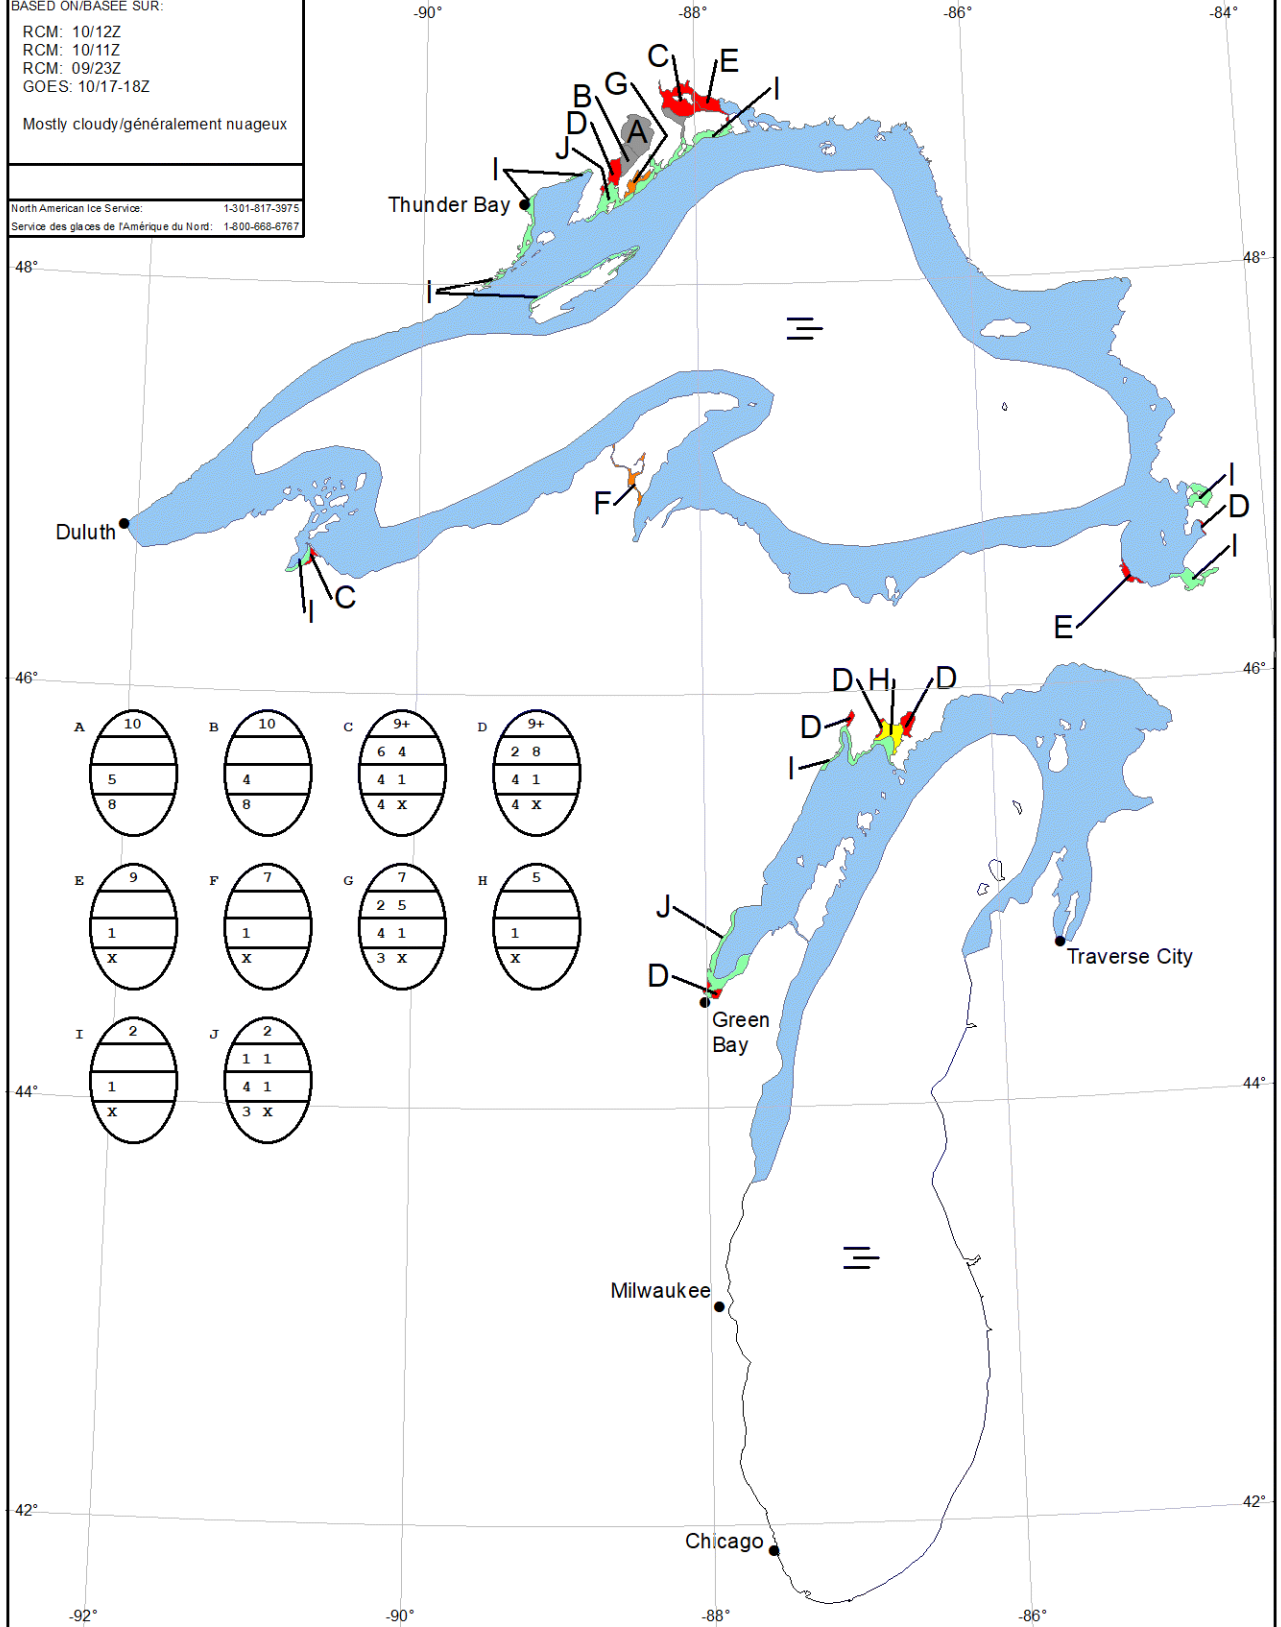 BASED ON/BASÉE SUR:
RCM: 10/12Z
RCM: 10/11Z
RCM: 09/23Z
GOES: 10/17-18Z
Mostly cloudy/généralement nuageux
North American Ice Service: 1-301-817-3975
Service des glaces de l'Amérique du Nord: 1-800-668-6767
-90° -88° -86° -84°
C E
G I
B
D A
J
I
Thunder Bay
48° 48°
I
F
I
D
I
Duluth
I C
E
46° 46°
D H D
D
I
A 10 B 10 C 9+ D 9+
6 4 2 8
5 4 4 1 4 1
8 8 4 X 4 X
E 9 F 7 G 7 H 5
2 5
1 1 4 1 1
X X 3 X X
J
D
Green
Bay
Traverse City
I 2 J 2
1 1
1 4 1
X 3 X
44° 44°
Milwaukee
42° 42°
Chicago
-92° -90° -88° -86°